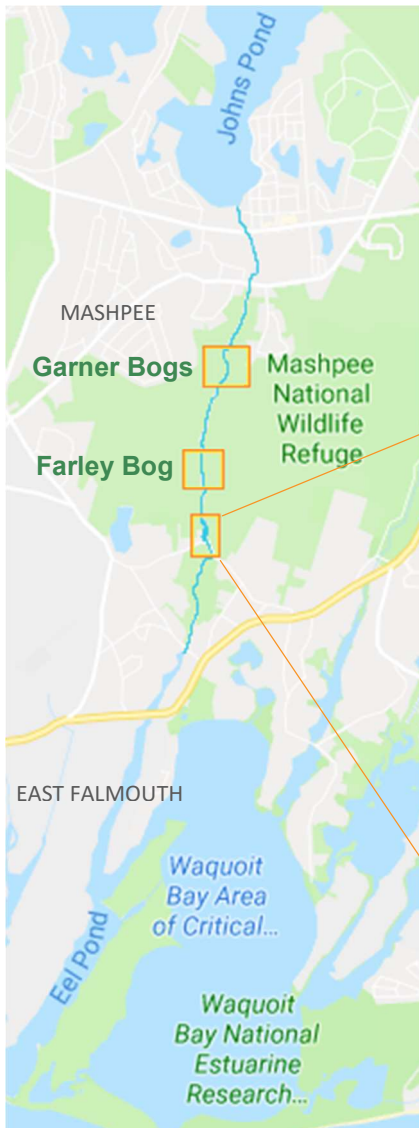 Johns Pond
MASHPEE
Garner Bogs
Mashpee
National
Wildlife
Refuge
Farley Bog
EAST FALMOUTH
Waquoit
Bay Area
of Critical...
Eel Pond
Waquoit
Bay National
Estuarine
Research...